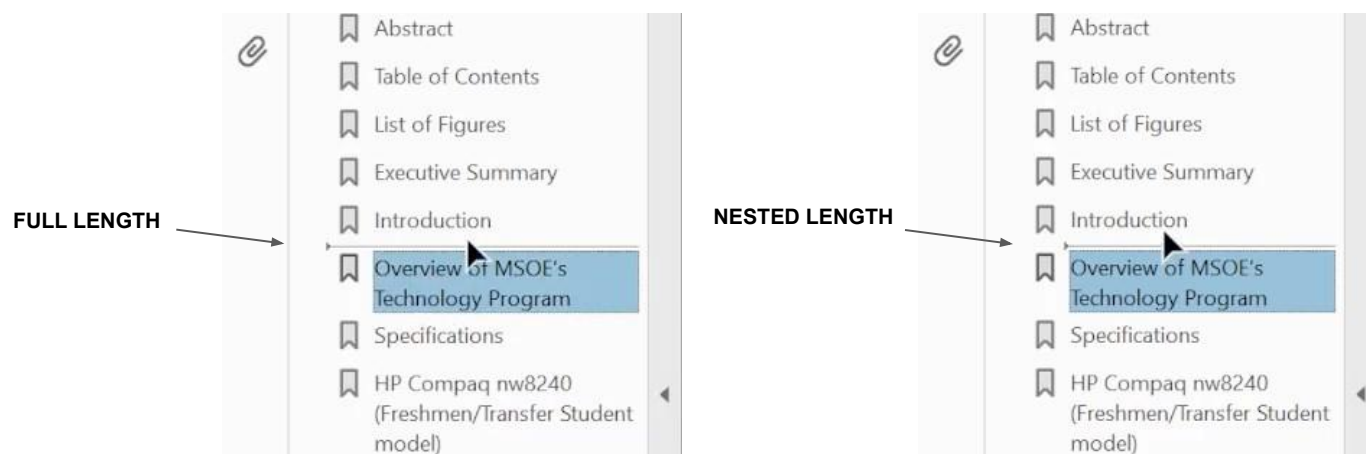 Abstract
Table of Contents
List of Figures
Executive Summary
FULL LENGTH
Introduction
Overview of MSOE's
Technology Program
Specifications
HP Compaq nw8240
(Freshmen/Transfer Student
model)
Abstract
Table of Contents
List of Figures
Executive Summary
NESTED LENGTH
Introduction
Overview of MSOE's
Technology Program
Specifications
HP Compaq nw8240
(Freshmen/Transfer Student
model)